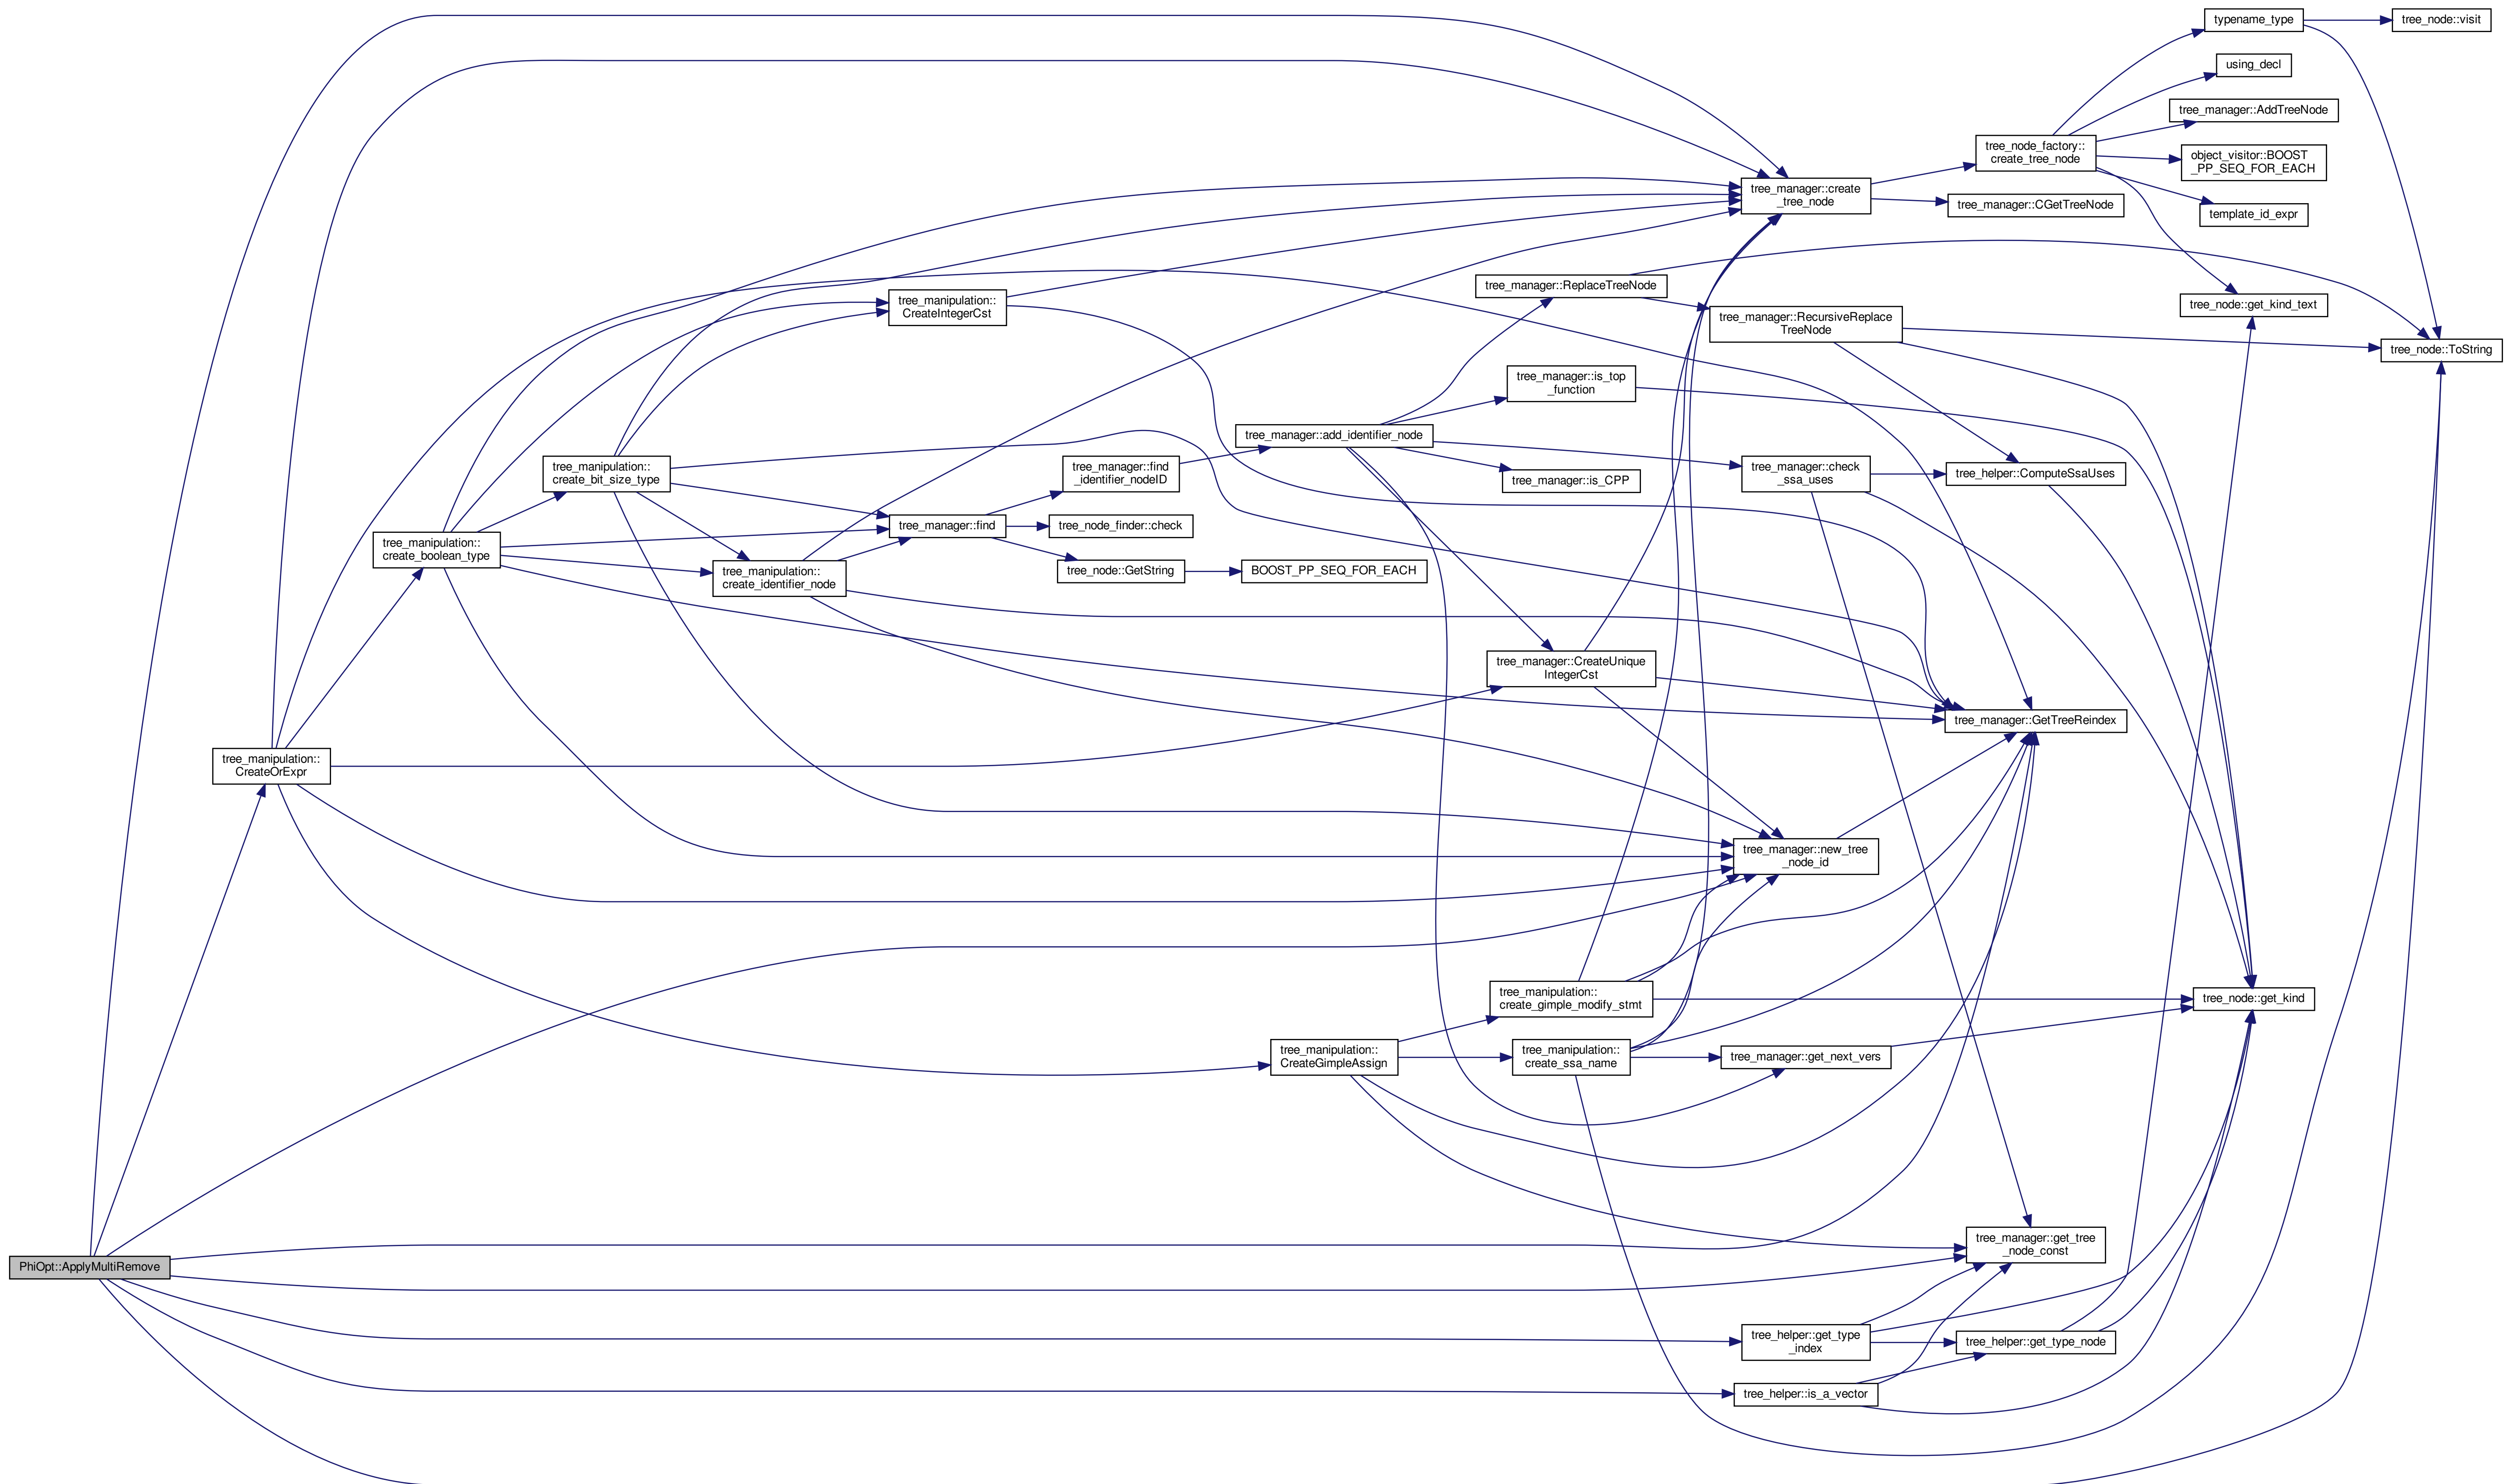 typename_type
tree_node::visit
using_decl
tree_manager::AddTreeNode
tree_node_factory::
create_tree_node
object_visitor::BOOST
_PP_SEQ_FOR_EACH
tree_manager::create
_tree_node
tree_manager::CGetTreeNode
template_id_expr
tree_manager::ReplaceTreeNode
tree_manipulation::
CreateIntegerCst
tree_node::get_kind_text
tree_manager::RecursiveReplace
TreeNode
tree_node::ToString
tree_manager::is_top
_function
tree_manager::add_identifier_node
tree_manipulation::
create_bit_size_type
tree_manager::find
_identifier_nodeID
tree_manager::is_CPP
tree_manager::check
_ssa_uses
tree_helper::ComputeSsaUses
tree_manager::find
tree_node_finder::check
tree_manipulation::
create_boolean_type
tree_manipulation::
create_identifier_node
tree_node::GetString
BOOST_PP_SEQ_FOR_EACH
tree_manager::CreateUnique
IntegerCst
tree_manager::GetTreeReindex
tree_manipulation::
CreateOrExpr
tree_manager::new_tree
_node_id
tree_manipulation::
create_gimple_modify_stmt
tree_node::get_kind
tree_manipulation::
CreateGimpleAssign
tree_manipulation::
create_ssa_name
tree_manager::get_next_vers
PhiOpt::ApplyMultiRemove
tree_manager::get_tree
_node_const
tree_helper::get_type
_index
tree_helper::get_type_node
tree_helper::is_a_vector